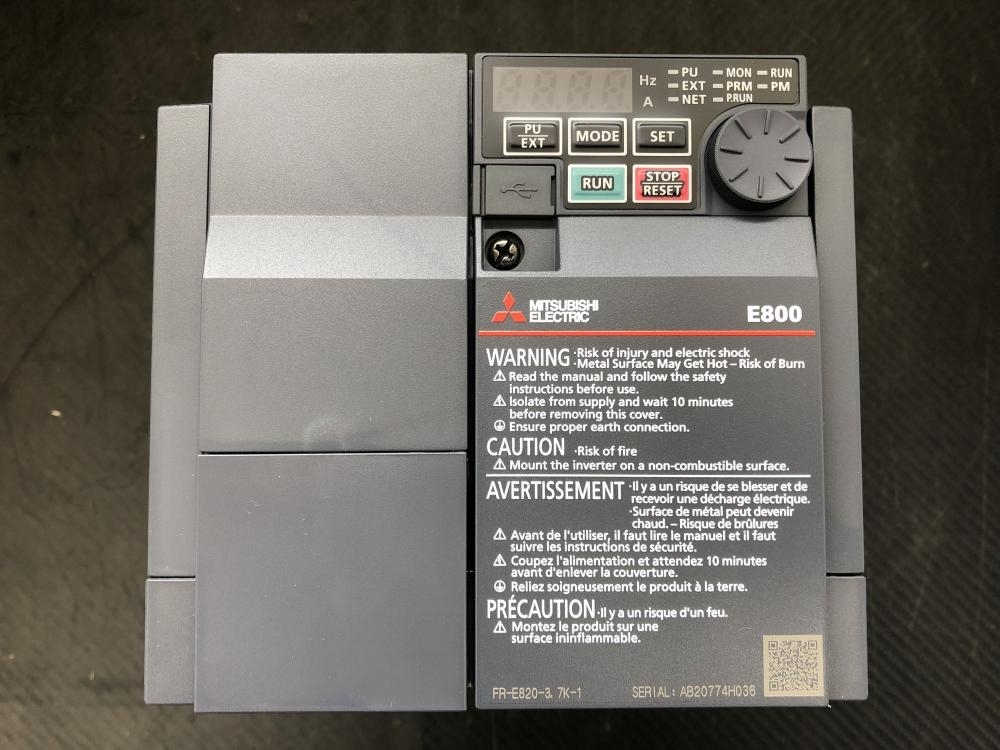 Hz
A
PU MON RUN
EXT PRM PM
NET P.RUN
PU
EXT
MODE
SET
RUN
STOP
RESET
MITSUBISHI
ELECTRIC
E800
WARNING ·Risk of injury and electric shock
·Metal Surface May Get Hot – Risk of Burn
Read the manual and follow the safety
instructions before use.
Isolate from supply and wait 10 minutes
before removing this cover.
Ensure proper earth connection.
CAUTION ·Risk of fire
Mount the inverter on a non-combustible surface.
AVERTISSEMENT ·Il y a un risque de se blesser et de
recevoir une décharge électrique.
·Surface de métal peut devenir
chaud. – Risque de brûlures
Avant de l'utiliser, il faut lire le manuel et il faut
suivre les instructions de sécurité.
Coupez l'alimentation et attendez 10 minutes
avant d'enlever la couverture.
Reliez soigneusement le produit à la terre.
PRÉCAUTION ·Il y a un risque d'un feu.
Montez le produit sur une
surface ininflammable.
FR-E820-3.7K-1 SERIAL: AB20774H036